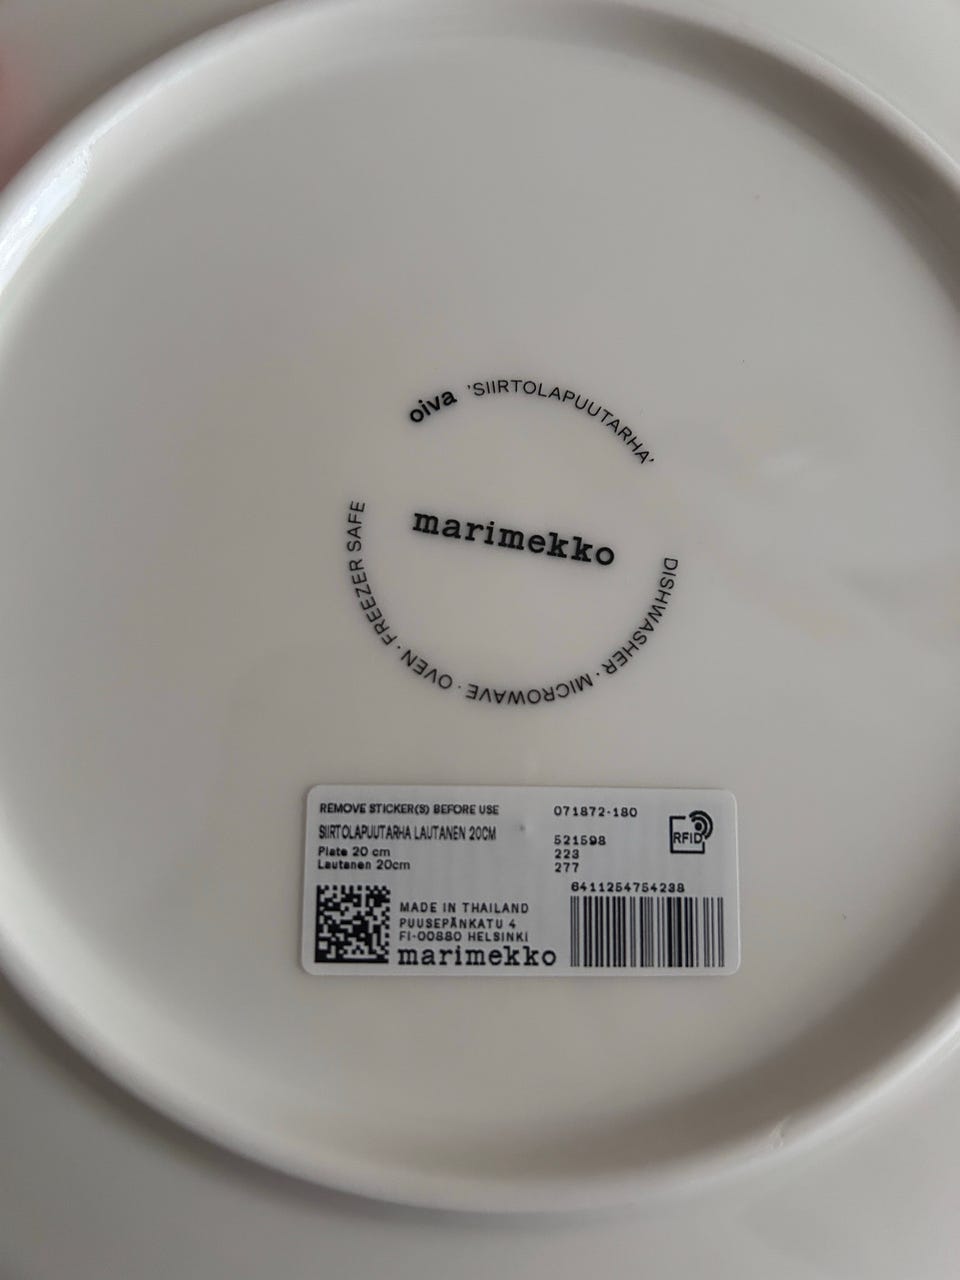 oiva 'SIIRTOLAPUUTARHA'
marimekko
DISHWASHER · MICROWAVE · OVEN · FREEZER SAFE
REMOVE STICKER(S) BEFORE USE
SIIRTOLAPUUTARHA LAUTANEN 20CM
Plate 20 cm
Lautanen 20cm
071872-180
521598
223
277
RFID
6411254754238
MADE IN THAILAND
PUUSEPÄNKATU 4
FI-00880 HELSINKI
marimekko